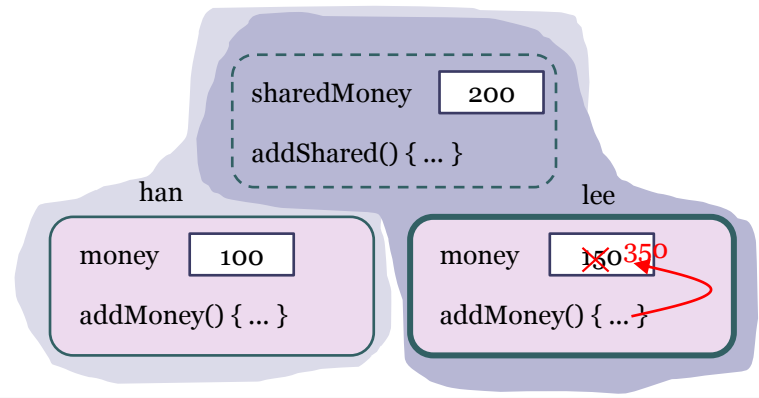 sharedMoney 200
addShared() { ... }
han
lee
money 100
addMoney() { ... }
money 150 350
addMoney() { ... }